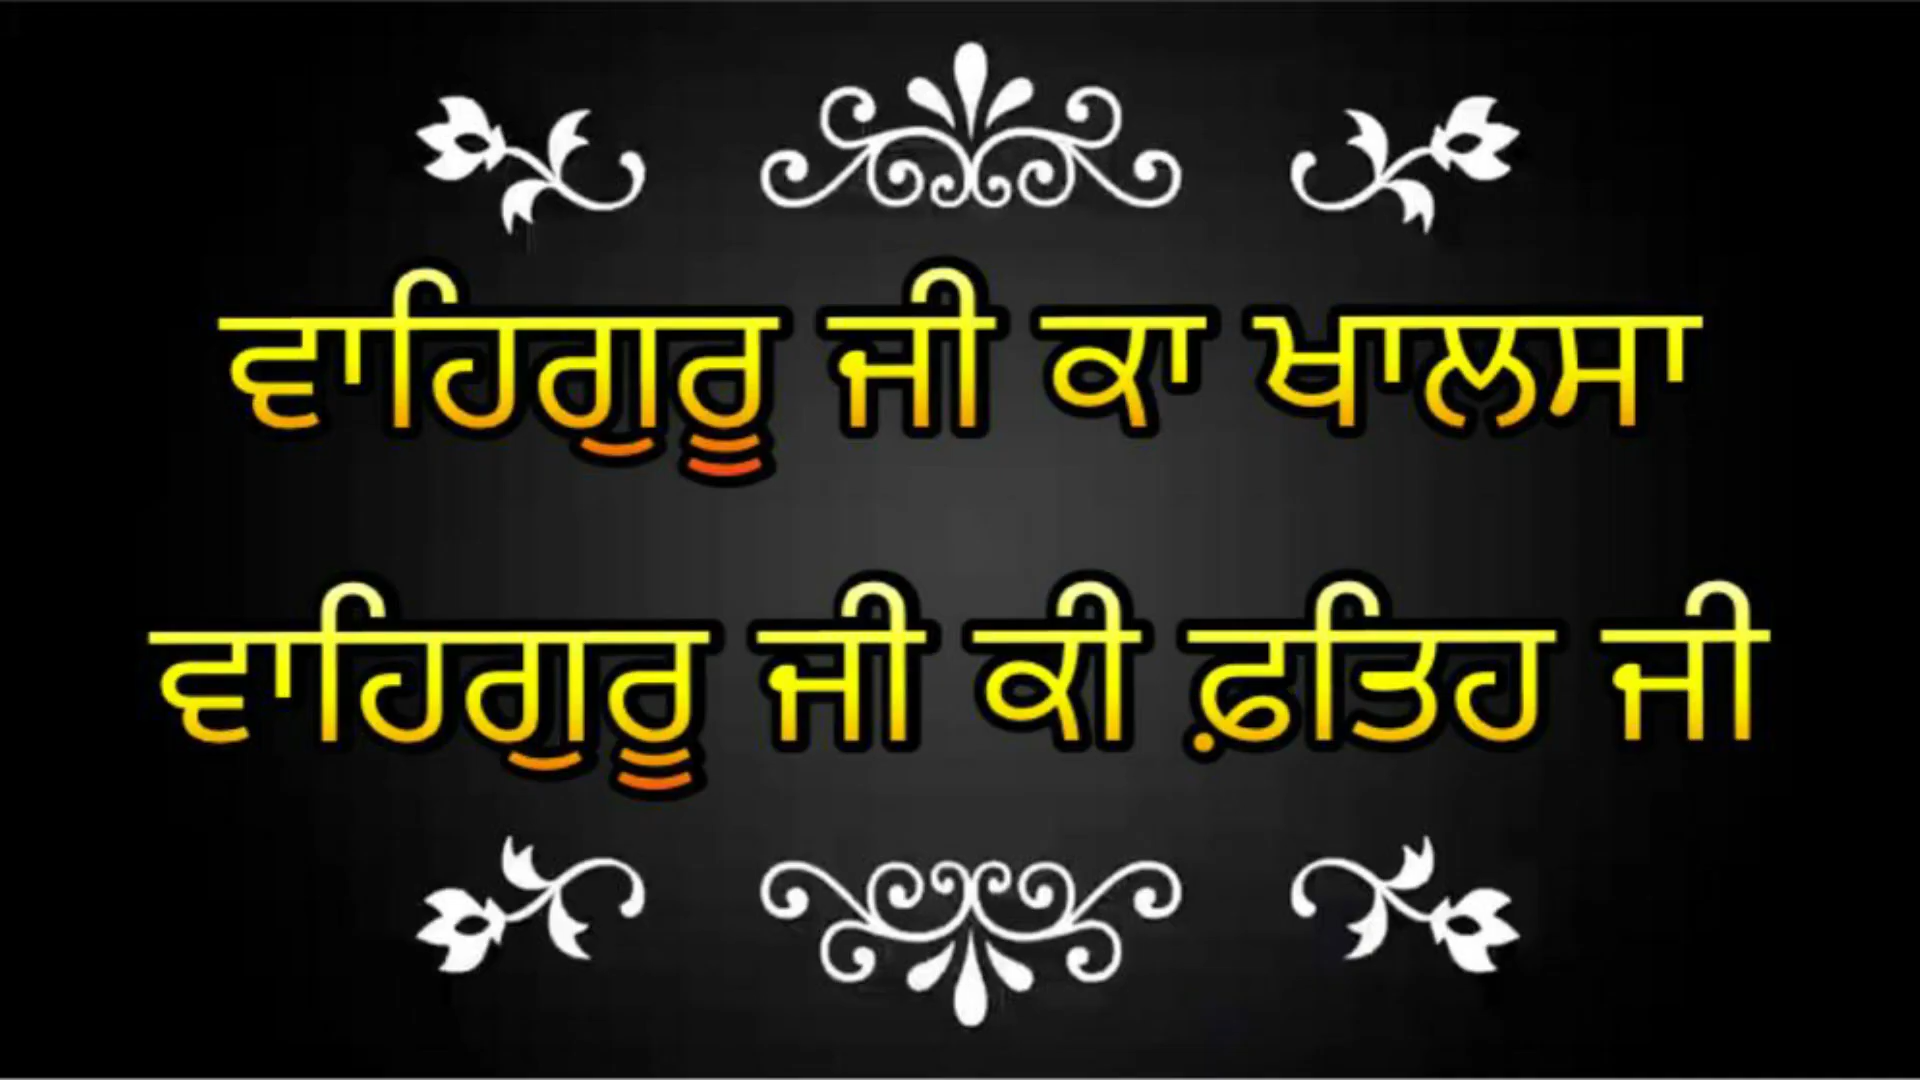 ਵਾਹਿਗੁਰੂ ਜੀ ਕਾ ਖਾਲਸਾ
ਵਾਹਿਗੁਰੂ ਜੀ ਕੀ ਫ਼ਤਿਹ ਜੀ